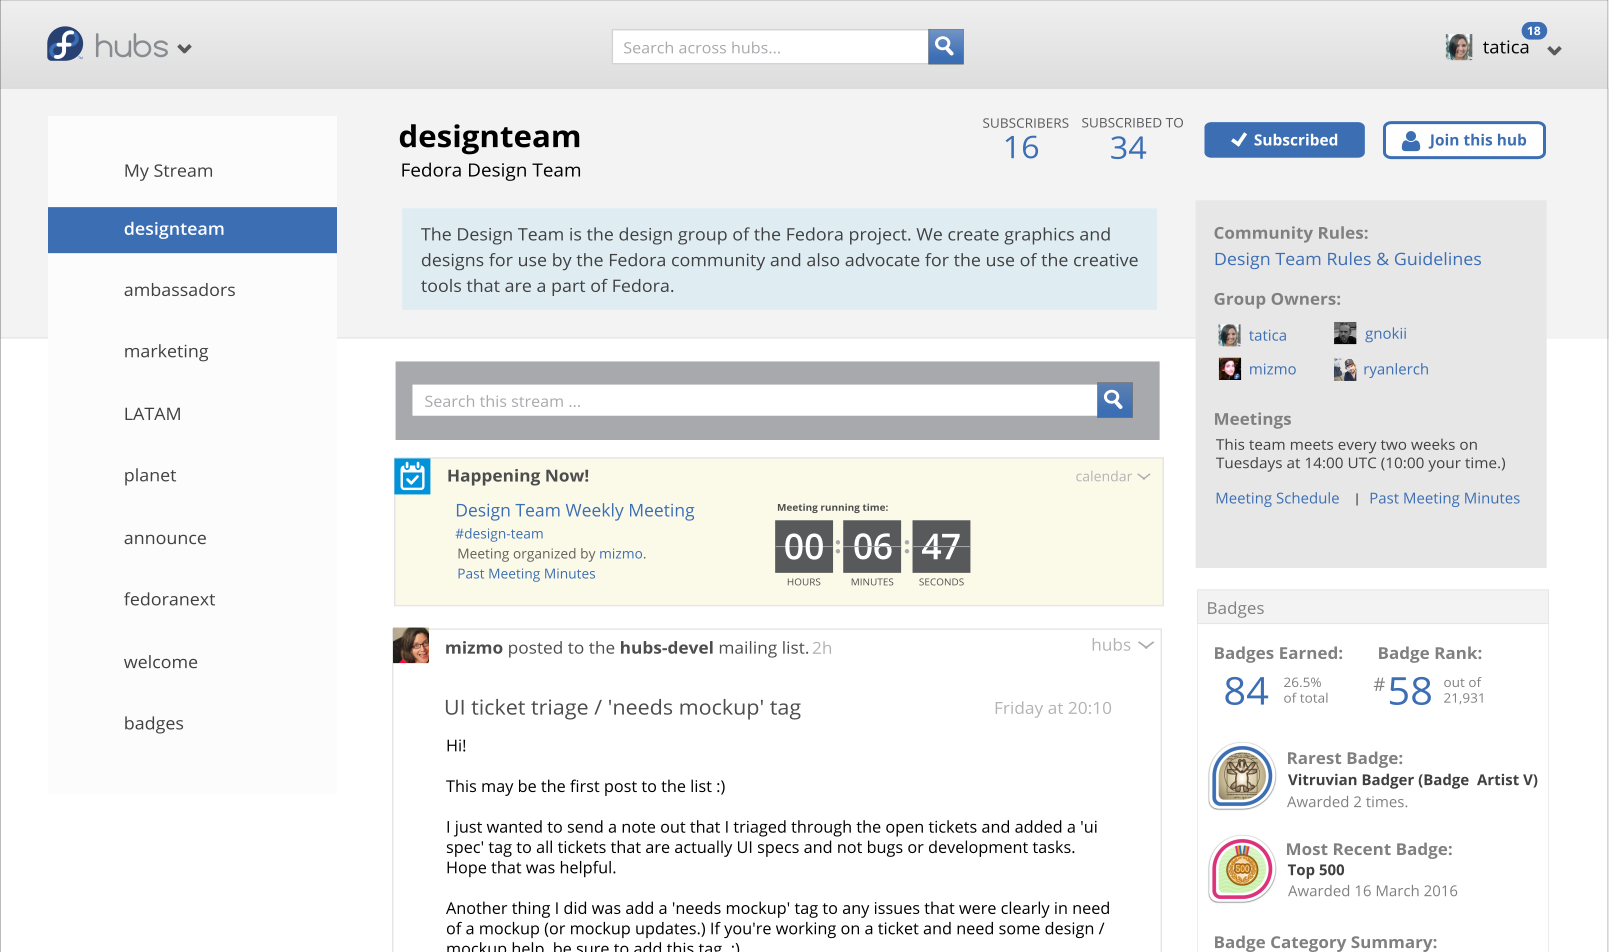 hubs
Search across hubs...
18
tatica
My Stream
designteam
ambassadors
marketing
LATAM
planet
announce
fedoranext
welcome
badges
designteam
Fedora Design Team
SUBSCRIBERS
16
SUBSCRIBED TO
34
Subscribed
Join this hub
The Design Team is the design group of the Fedora project. We create graphics and
designs for use by the Fedora community and also advocate for the use of the creative
tools that are a part of Fedora.
Search this stream ...
Happening Now!
calendar
Design Team Weekly Meeting
#design-team
Meeting organized by mizmo.
Past Meeting Minutes
Meeting running time:
00 : 06 : 47
HOURS MINUTES SECONDS
mizmo posted to the hubs-devel mailing list. 2h
hubs
UI ticket triage / 'needs mockup' tag
Friday at 20:10
Hi!
This may be the first post to the list :)
I just wanted to send a note out that I triaged through the open tickets and added a 'ui
spec' tag to all tickets that are actually UI specs and not bugs or development tasks.
Hope that was helpful.
Another thing I did was add a 'needs mockup' tag to any issues that were clearly in need
of a mockup (or mockup updates.) If you're working on a ticket and need some design /
mockup help, be sure to add this tag. :)
Community Rules:
Design Team Rules & Guidelines
Group Owners:
tatica
gnokii
mizmo
ryanlerch
Meetings
This team meets every two weeks on
Tuesdays at 14:00 UTC (10:00 your time.)
Meeting Schedule | Past Meeting Minutes
Badges
Badges Earned:
84
26.5%
of total
Badge Rank:
#58
out of
21,931
Rarest Badge:
Vitruvian Badger (Badge Artist V)
Awarded 2 times.
500
Most Recent Badge:
Top 500
Awarded 16 March 2016
Badge Category Summary: